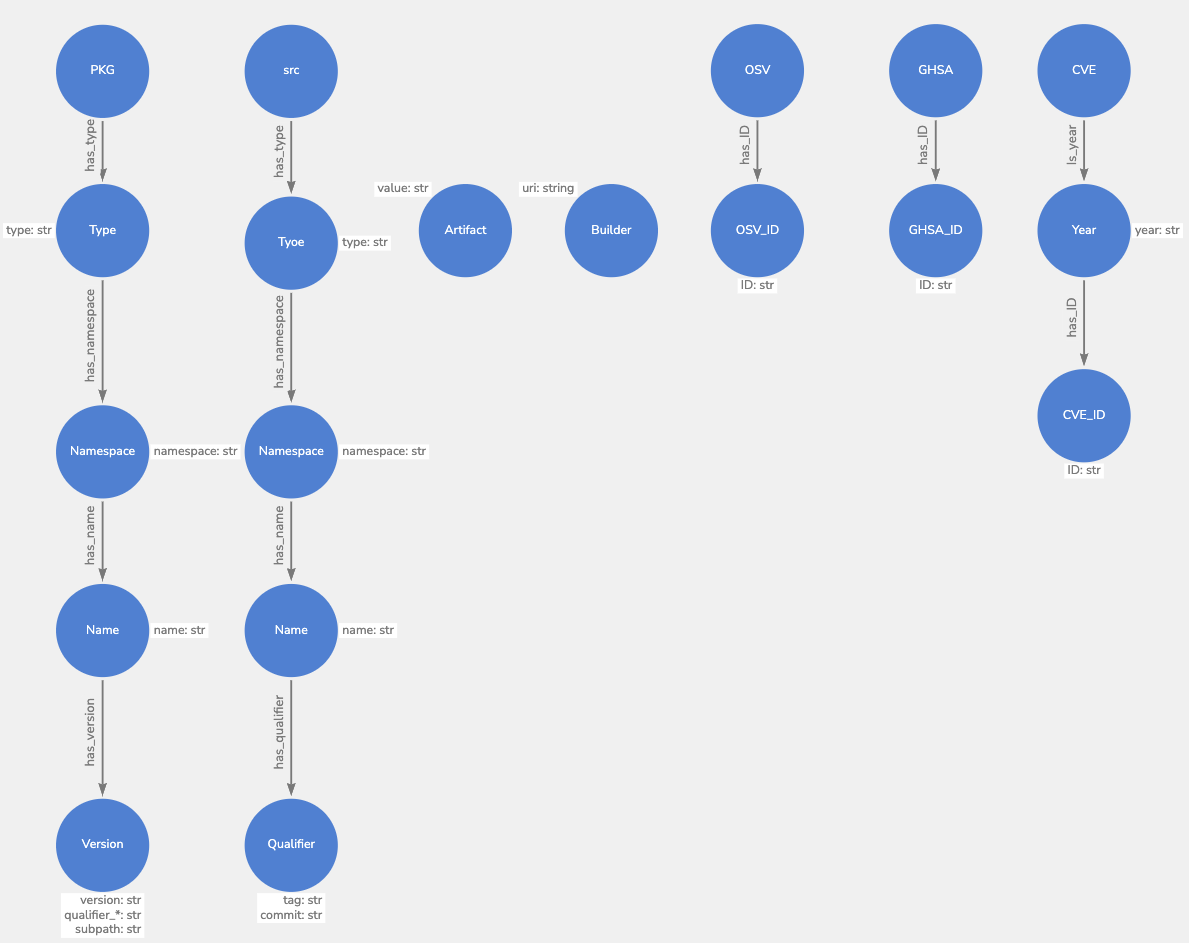 PKG
src
OSV
GHSA
CVE
has_type
has_type
has_ID
has_ID
Is_year
value: str
uri: string
type: str
Type
Tyoe
type: str
Artifact
Builder
OSV_ID
GHSA_ID
Year
year: str
ID: str
ID: str
has_namespace
has_namespace
has_ID
CVE_ID
ID: str
Namespace
namespace: str
Namespace
namespace: str
has_name
has_name
Name
name: str
Name
name: str
has_version
has_qualifier
Version
Qualifier
version: str
qualifier_*: str
subpath: str
tag: str
commit: str